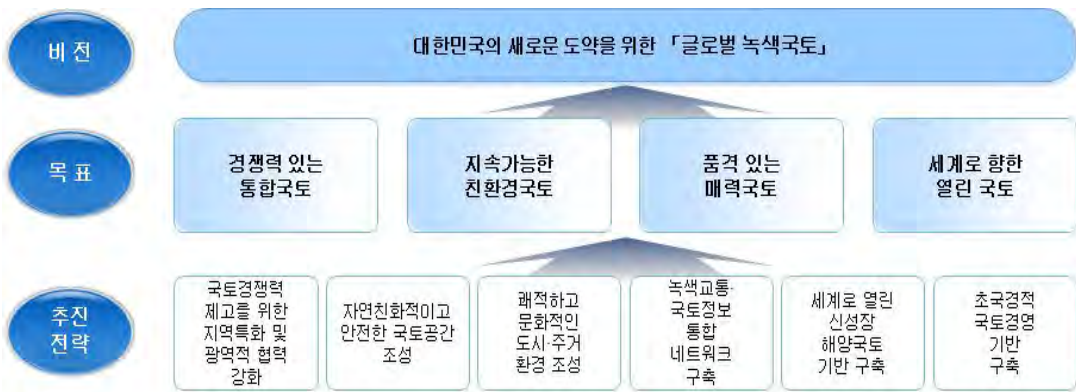 비 전
대한민국의 새로운 도약을 위한 「글로벌 녹색국토」
목 표
경쟁력 있는
통합국토
지속가능한
친환경국토
품격 있는
매력국토
세계로 향한
열린 국토
추진
전략
국토경쟁력
제고를 위한
지역특화 및
광역적 협력
강화
자연친화적이고
안전한 국토공간
조성
쾌적하고
문화적인
도시·주거
환경 조성
녹색교통·
국토정보
통합
네트워크
구축
세계로 열린
신성장
해양국토
기반 구축
초국경적
국토경영
기반
구축